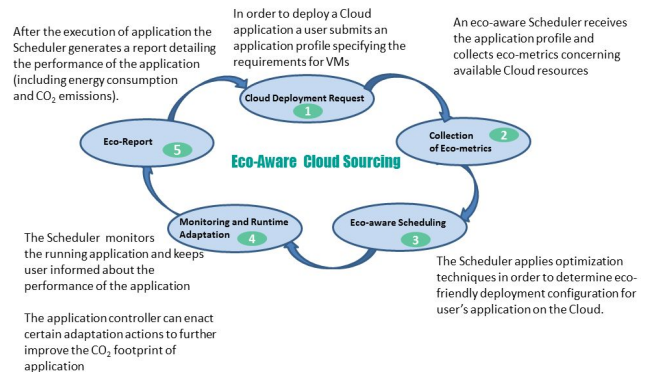 In order to deploy a Cloud
application a user submits an
application profile specifying the
requirements for VMs
After the execution of application the
Scheduler generates a report detailing
the performance of the application
(including energy consumption
and CO₂ emissions).
An eco-aware Scheduler receives
the application profile and
collects eco-metrics concerning
available Cloud resources
Cloud Deployment Request
1
Collection
of Eco-metrics
2
Eco-Report
5
Eco-Aware Cloud Sourcing
Eco-aware Scheduling
3
Monitoring and Runtime
Adaptation
4
The Scheduler applies optimization
techniques in order to determine eco-
friendly deployment configuration for
user's application on the Cloud.
The Scheduler monitors
the running application and keeps
user informed about the
performance of the application
The application controller can enact
certain adaptation actions to further
improve the CO₂ footprint of
application